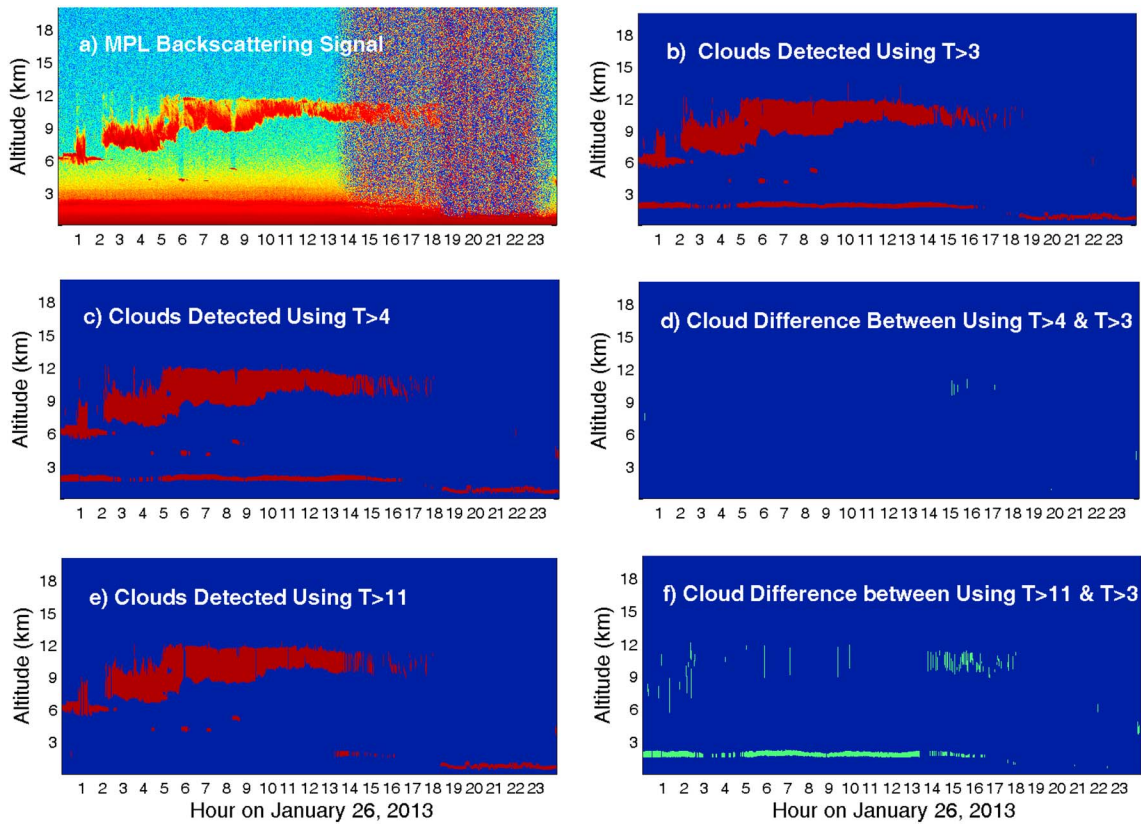 a) MPL Backscattering Signal
Altitude (km)
18
15
12
9
6
3
1 2 3 4 5 6 7 8 9 10 11 12 13 14 15 16 17 18 19 20 21 22 23
b) Clouds Detected Using T>3
Altitude (km)
18
15
12
9
6
3
1 2 3 4 5 6 7 8 9 10 11 12 13 14 15 16 17 18 19 20 21 22 23
c) Clouds Detected Using T>4
Altitude (km)
18
15
12
9
6
3
1 2 3 4 5 6 7 8 9 10 11 12 13 14 15 16 17 18 19 20 21 22 23
d) Cloud Difference Between Using T>4 & T>3
Altitude (km)
18
15
12
9
6
3
1 2 3 4 5 6 7 8 9 10 11 12 13 14 15 16 17 18 19 20 21 22 23
e) Clouds Detected Using T>11
Altitude (km)
18
15
12
9
6
3
1 2 3 4 5 6 7 8 9 10 11 12 13 14 15 16 17 18 19 20 21 22 23
Hour on January 26, 2013
f) Cloud Difference between Using T>11 & T>3
Altitude (km)
18
15
12
9
6
3
1 2 3 4 5 6 7 8 9 10 11 12 13 14 15 16 17 18 19 20 21 22 23
Hour on January 26, 2013